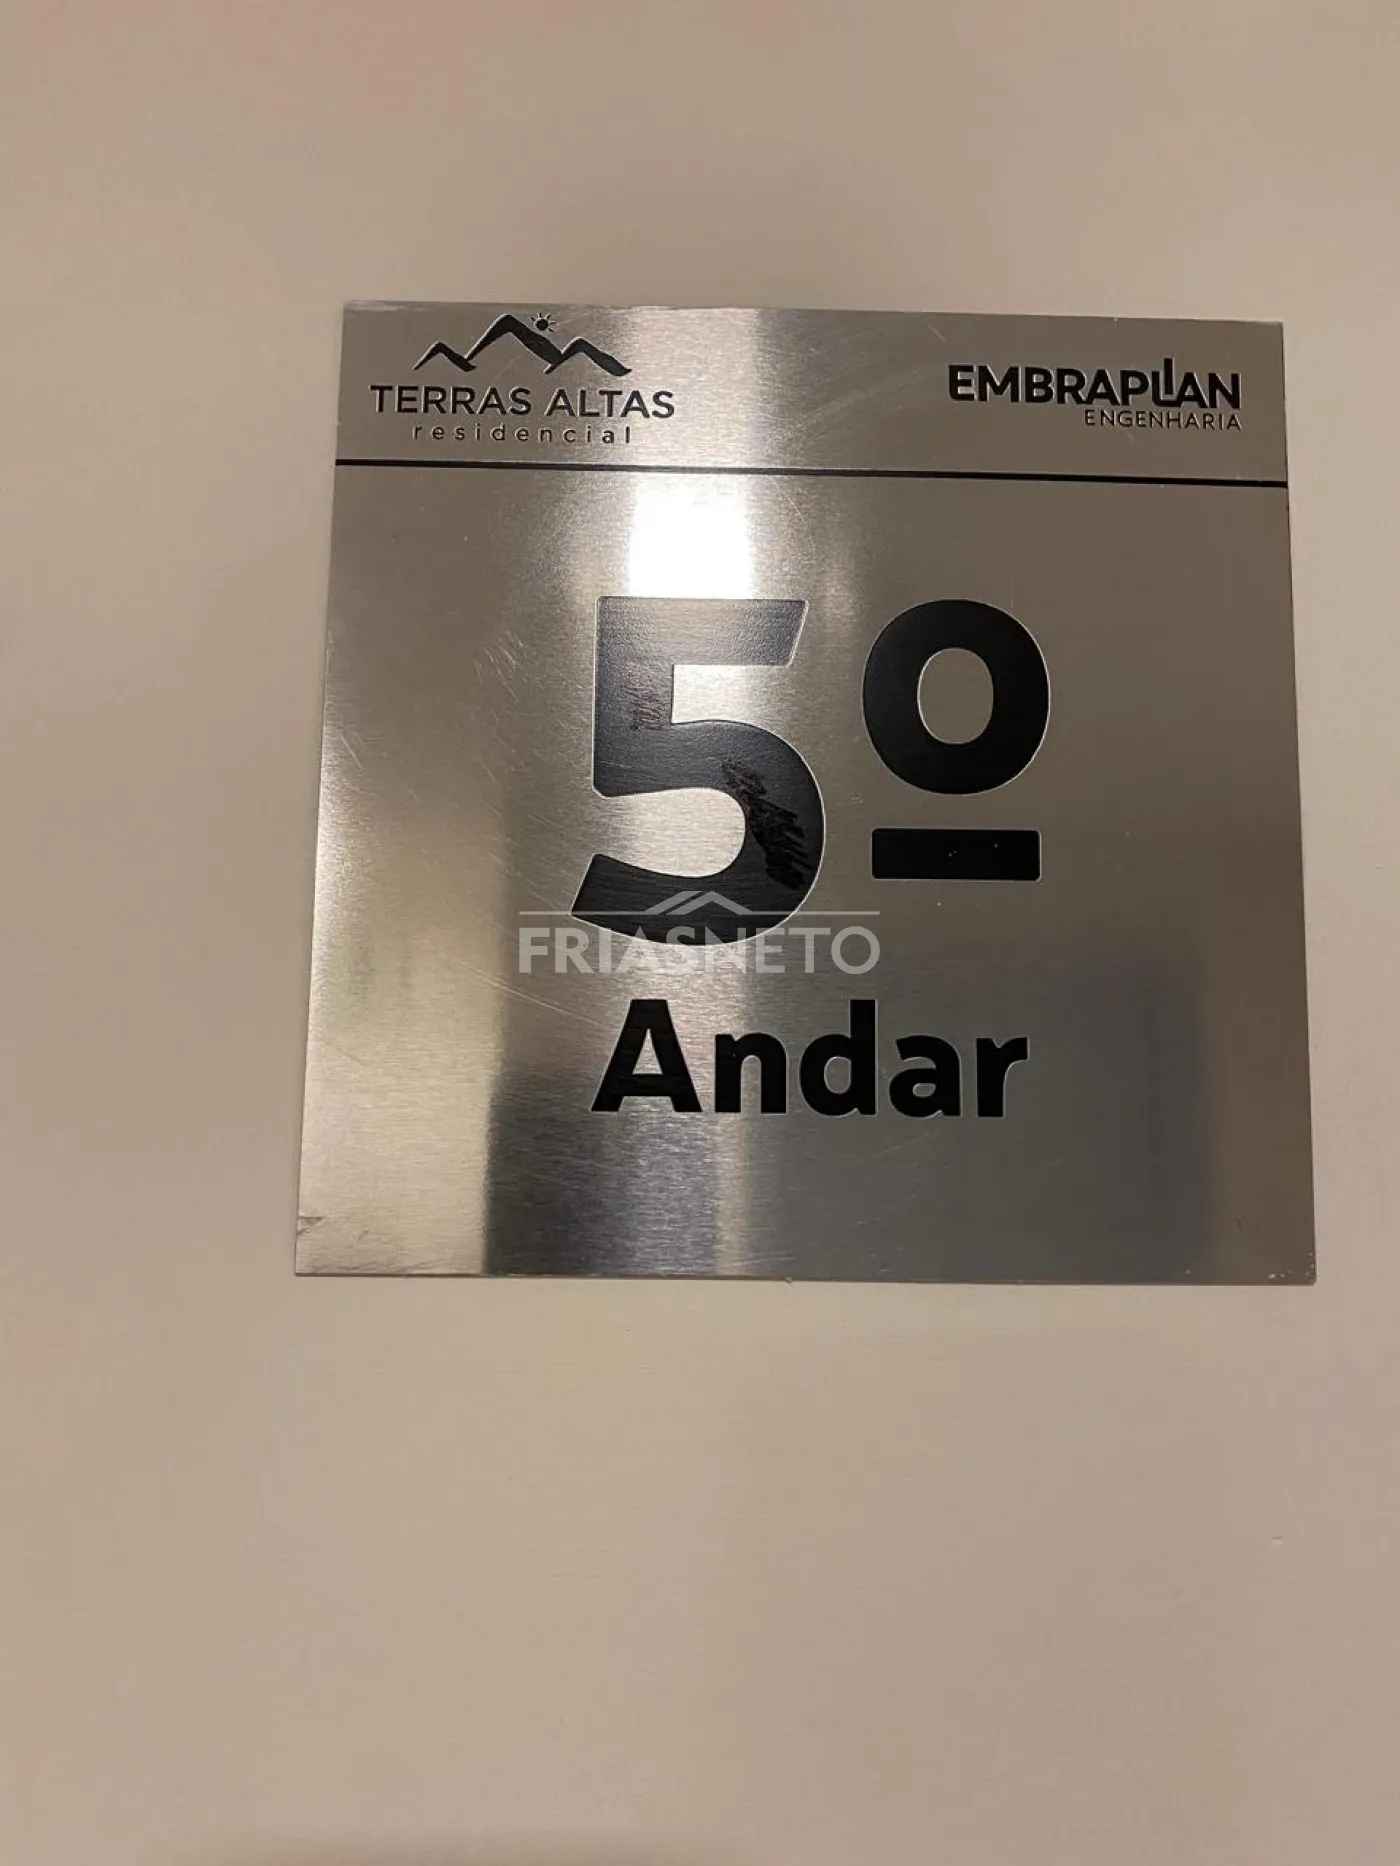 TERRAS ALTAS
residencial
EMBRAPLAN
ENGENHARIA
5º
FRIASNETO
Andar